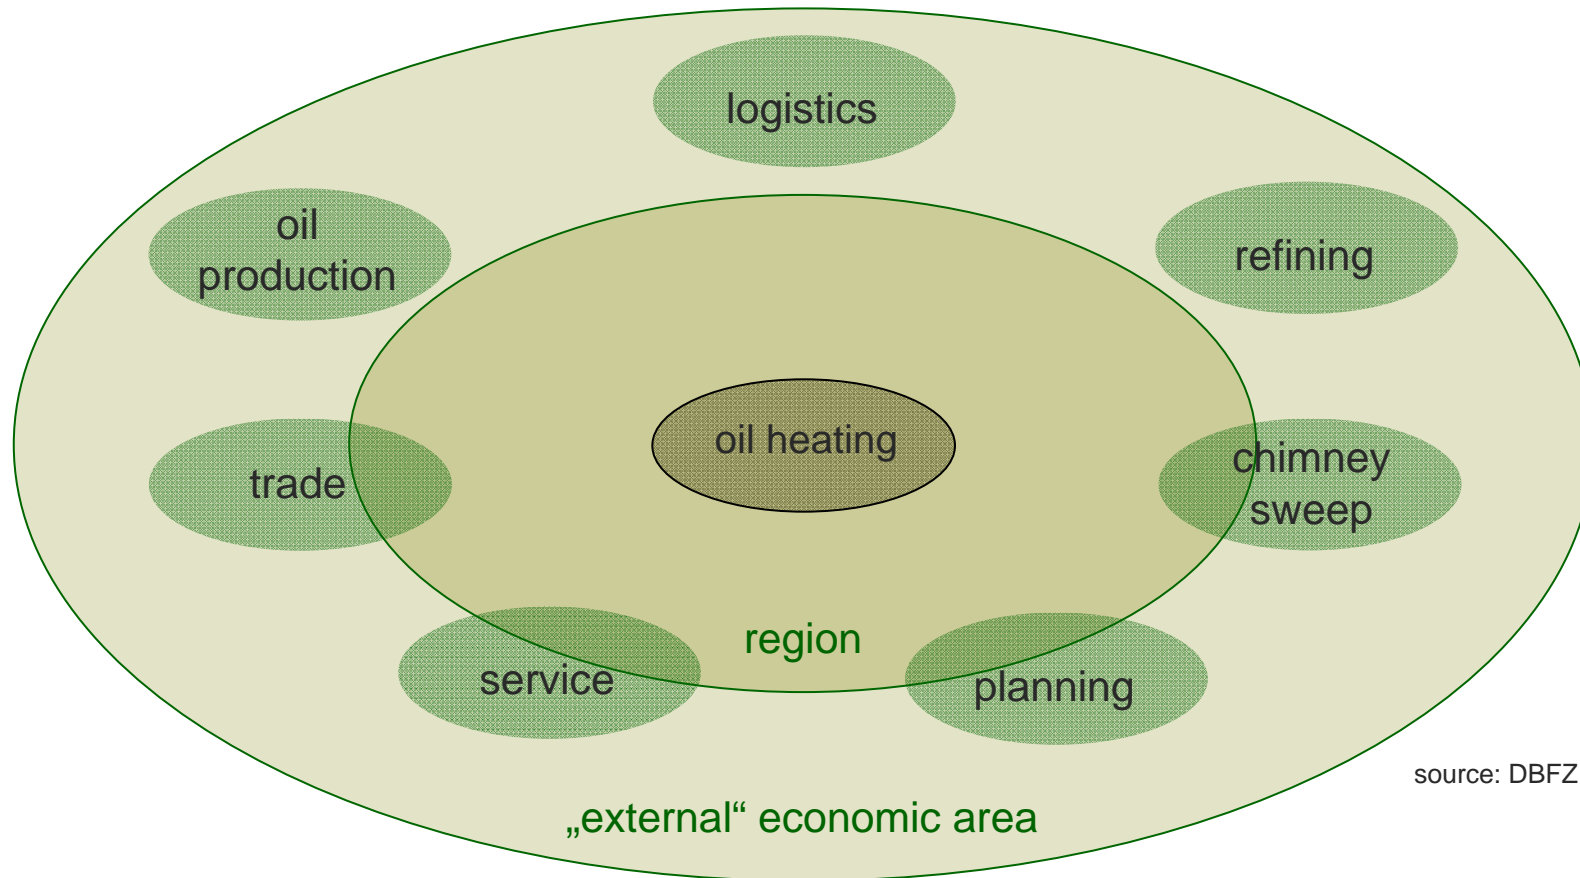 logistics
oil
production
refining
oil heating
trade
chimney
sweep
region
service
planning
source: DBFZ
„external“ economic area